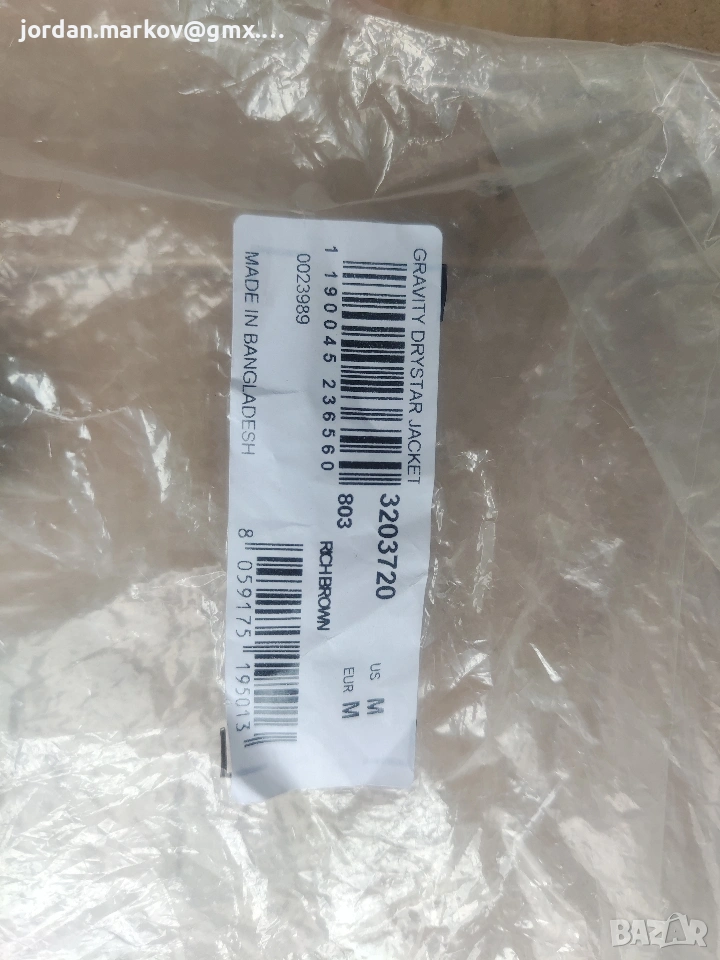 jordan.markov@gmx....
GRAVITY DRYSTAR JACKET
3203720
US M
1 190045 236560
803
EUR M
RICH BROWN
0023989
MADE IN BANGLADESH
8 059175 195013
BAZAR